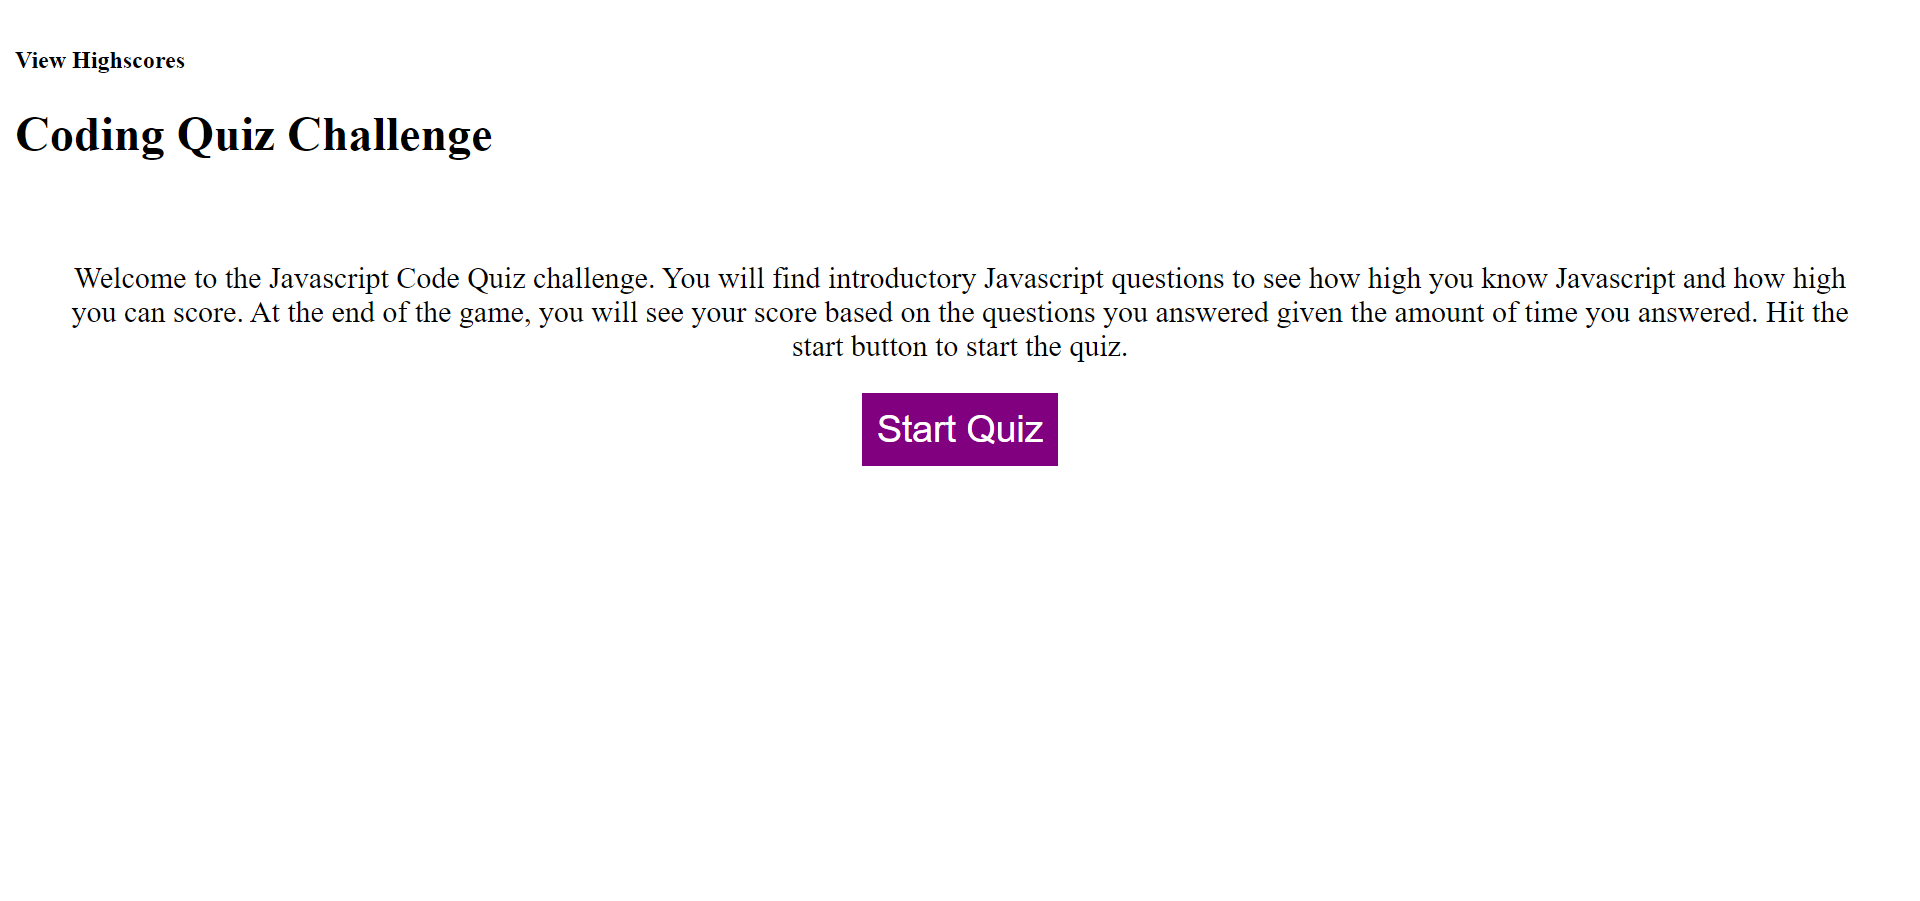 View Highscores
Coding Quiz Challenge
Welcome to the Javascript Code Quiz challenge. You will find introductory Javascript questions to see how high you know Javascript and how high
you can score. At the end of the game, you will see your score based on the questions you answered given the amount of time you answered. Hit the
start button to start the quiz.
Start Quiz